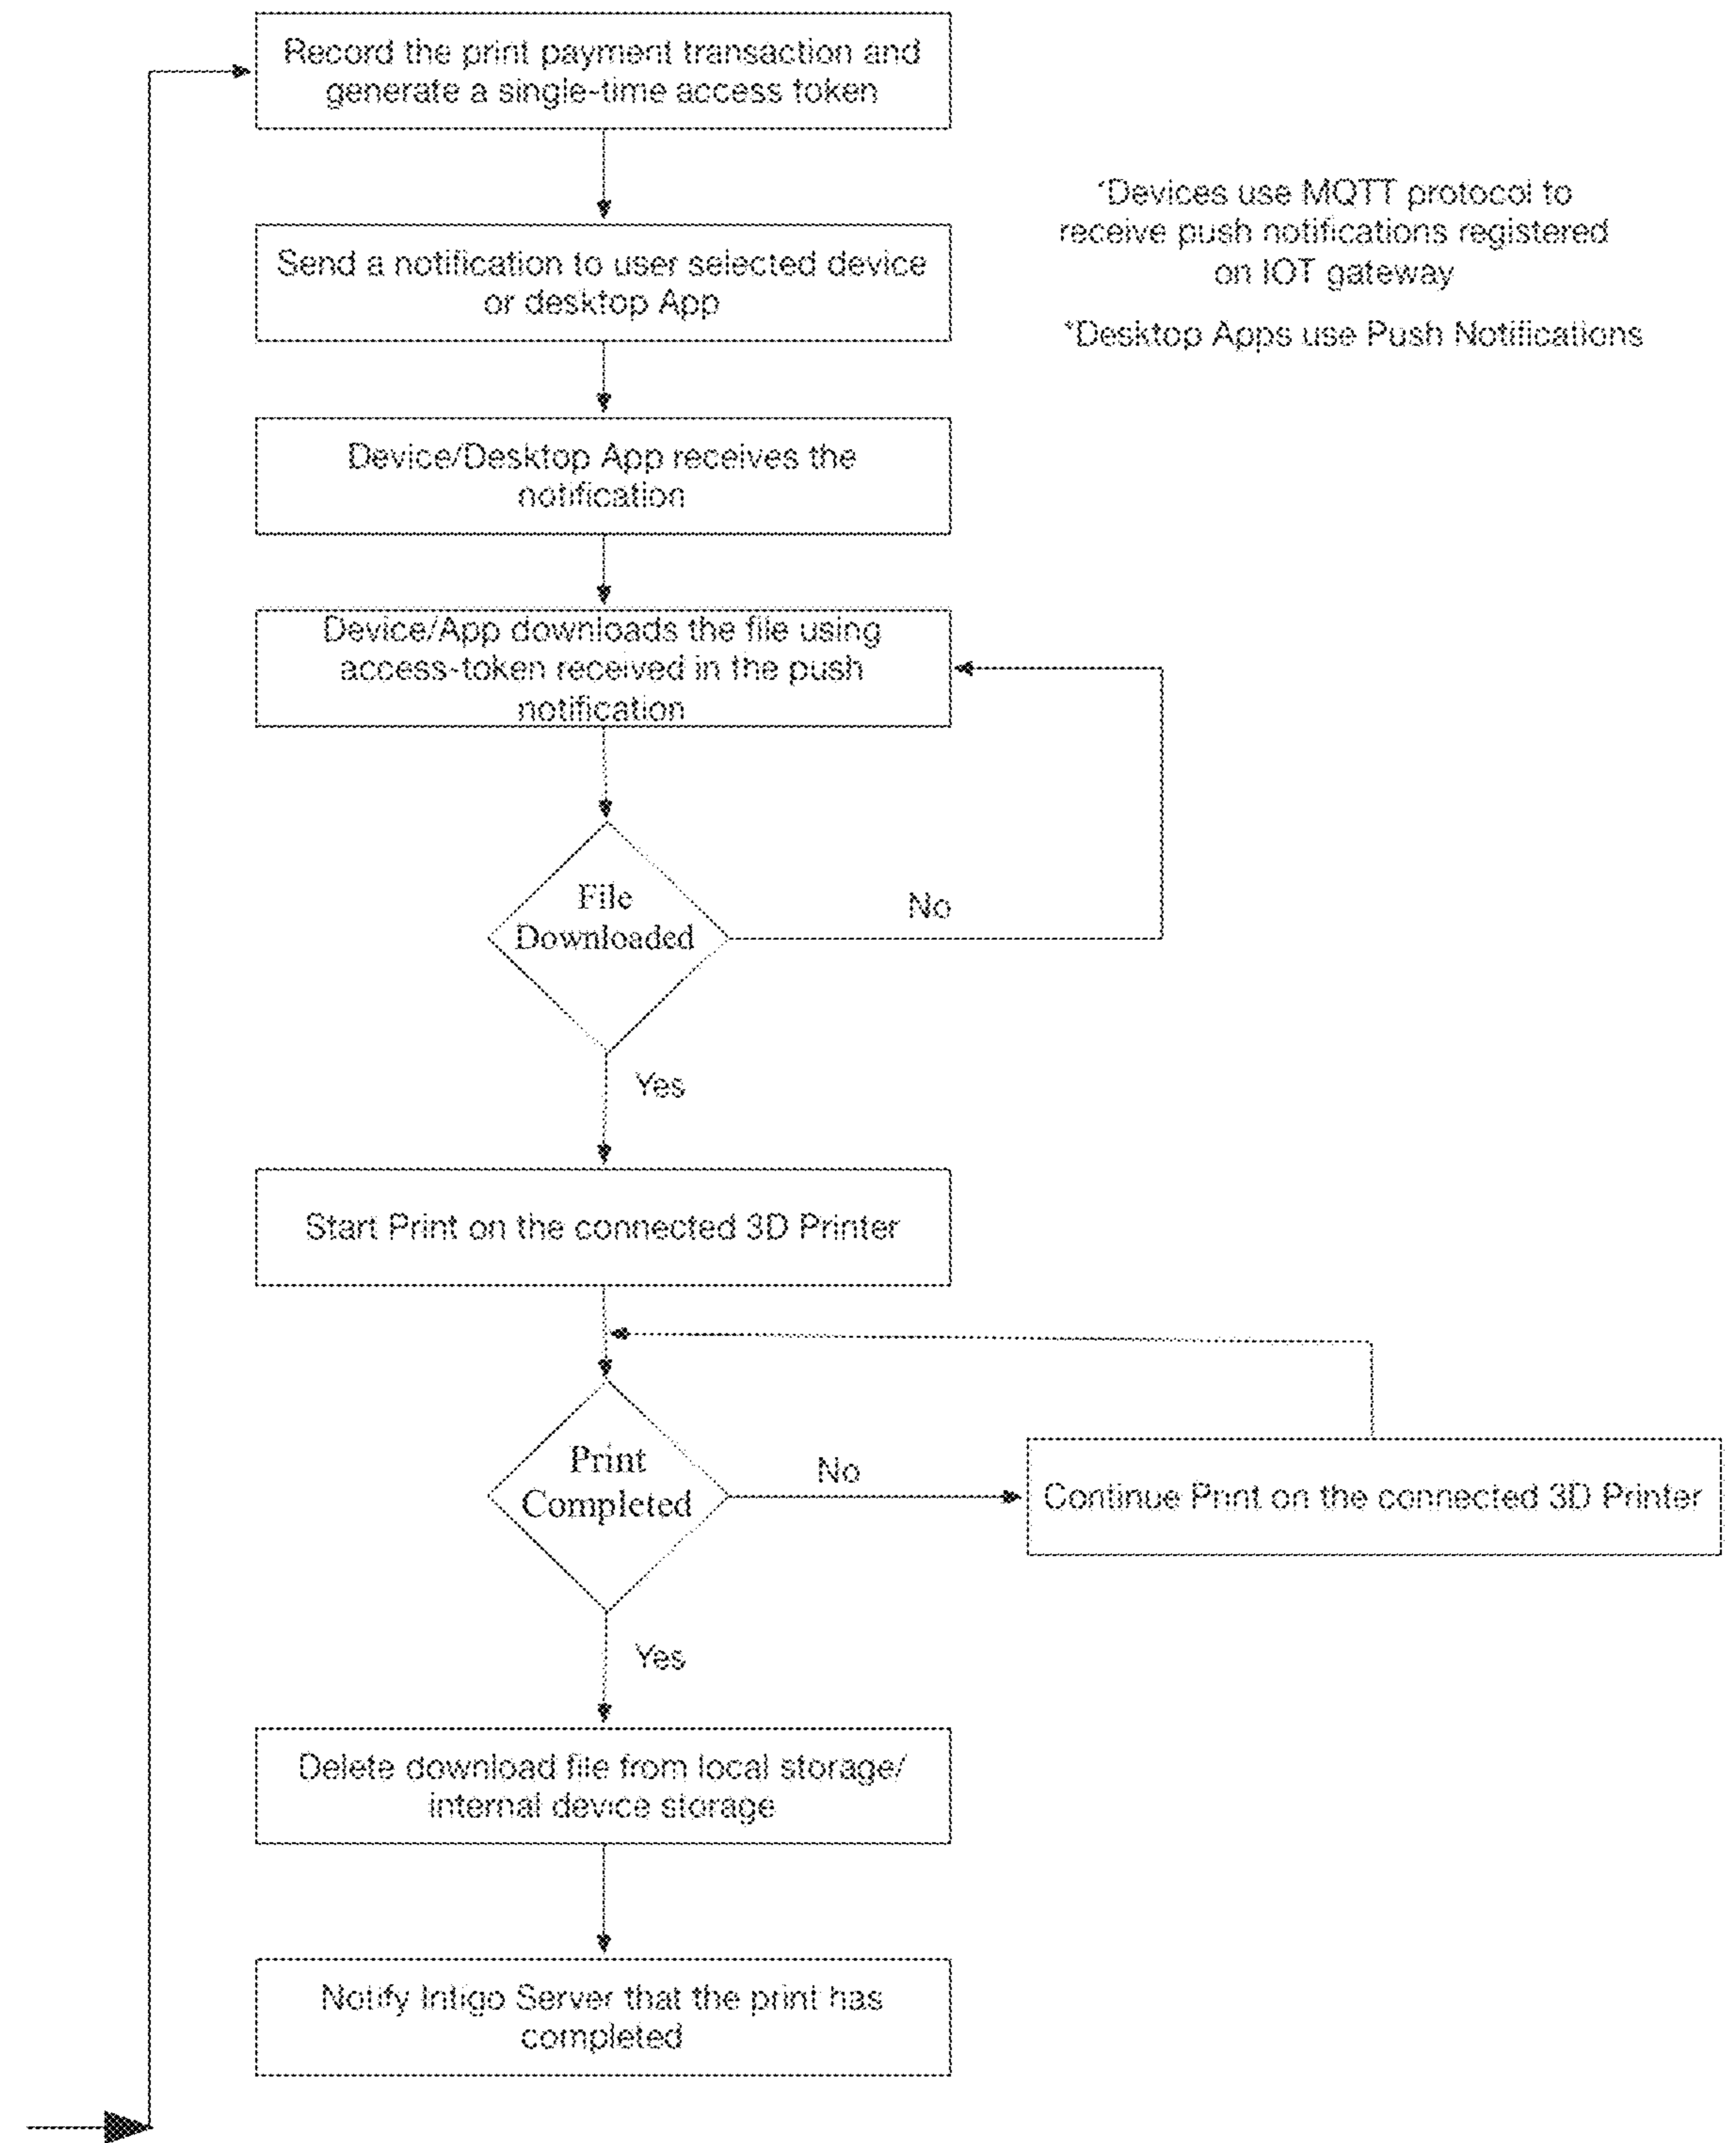 Record the print payment transaction and
generate a single-time access token
*Devices use MQTT protocol to
receive push notifications registered
on IOT gateway
Send a notification to user selected device
or desktop App
*Desktop Apps use Push Notifications
Device/Desktop App receives the
notification
Device/App downloads the file using
access-token received in the push
notification
File
Downloaded
No
Yes
Start Print on the connected 3D Printer
Print
Completed
No
Continue Print on the connected 3D Printer
Yes
Delete download file from local storage/
internal device storage
Notify Intigo Server that the print has
completed